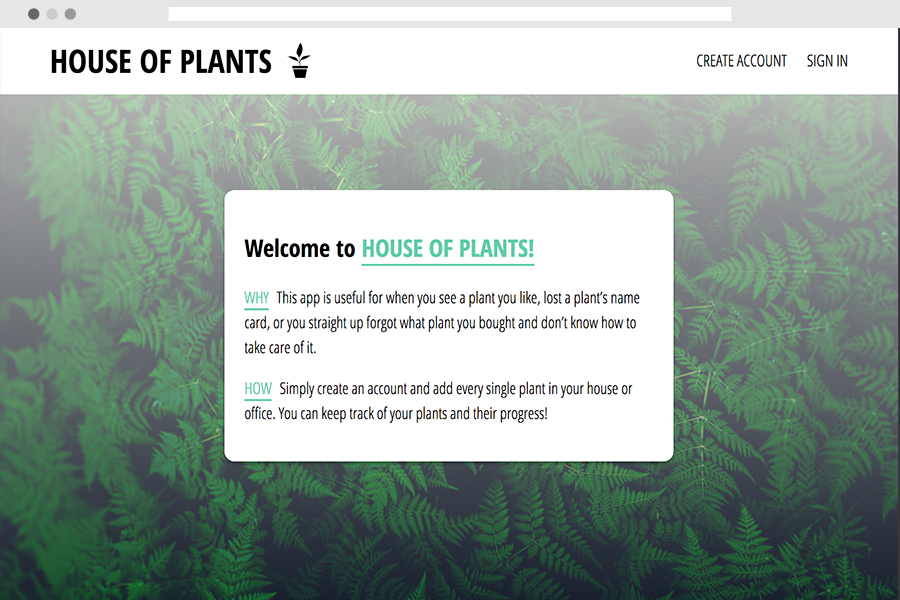 HOUSE OF PLANTS
CREATE ACCOUNT SIGN IN
Welcome to HOUSE OF PLANTS!
WHY This app is useful for when you see a plant you like, lost a plant’s name
card, or you straight up forgot what plant you bought and don’t know how to
take care of it.
HOW Simply create an account and add every single plant in your house or
office. You can keep track of your plants and their progress!